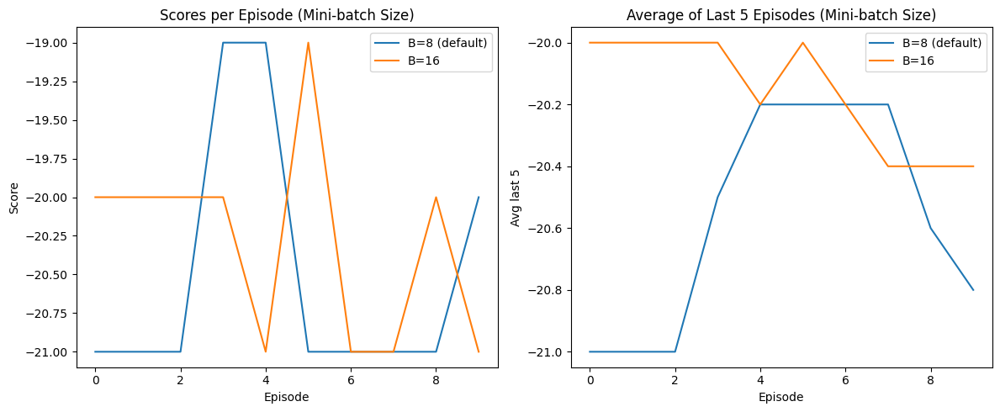 Scores per Episode (Mini-batch Size)
B=8 (default)
B=16
−19.00
−19.25
−19.50
−19.75
−20.00
−20.25
−20.50
−20.75
−21.00
Score
0
2
4
6
8
Episode
Average of Last 5 Episodes (Mini-batch Size)
B=8 (default)
B=16
−20.0
−20.2
−20.4
−20.6
−20.8
−21.0
Avg last 5
0
2
4
6
8
Episode